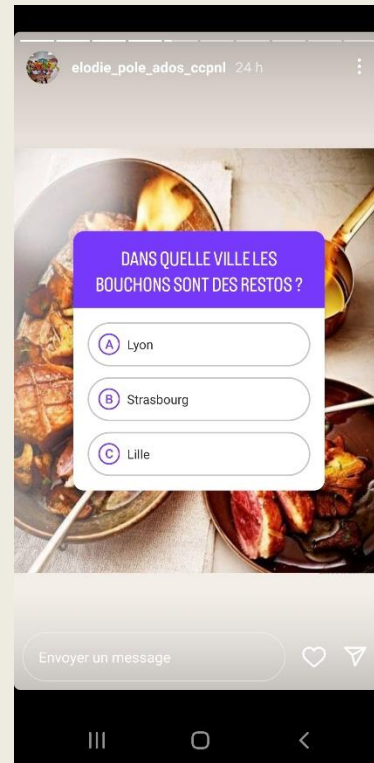 elodie_pole_ados_ccpnl 24 h
DANS QUELLE VILLE LES
BOUCHONS SONT DES RESTOS ?
A Lyon
B Strasbourg
C Lille
Envoyer un message